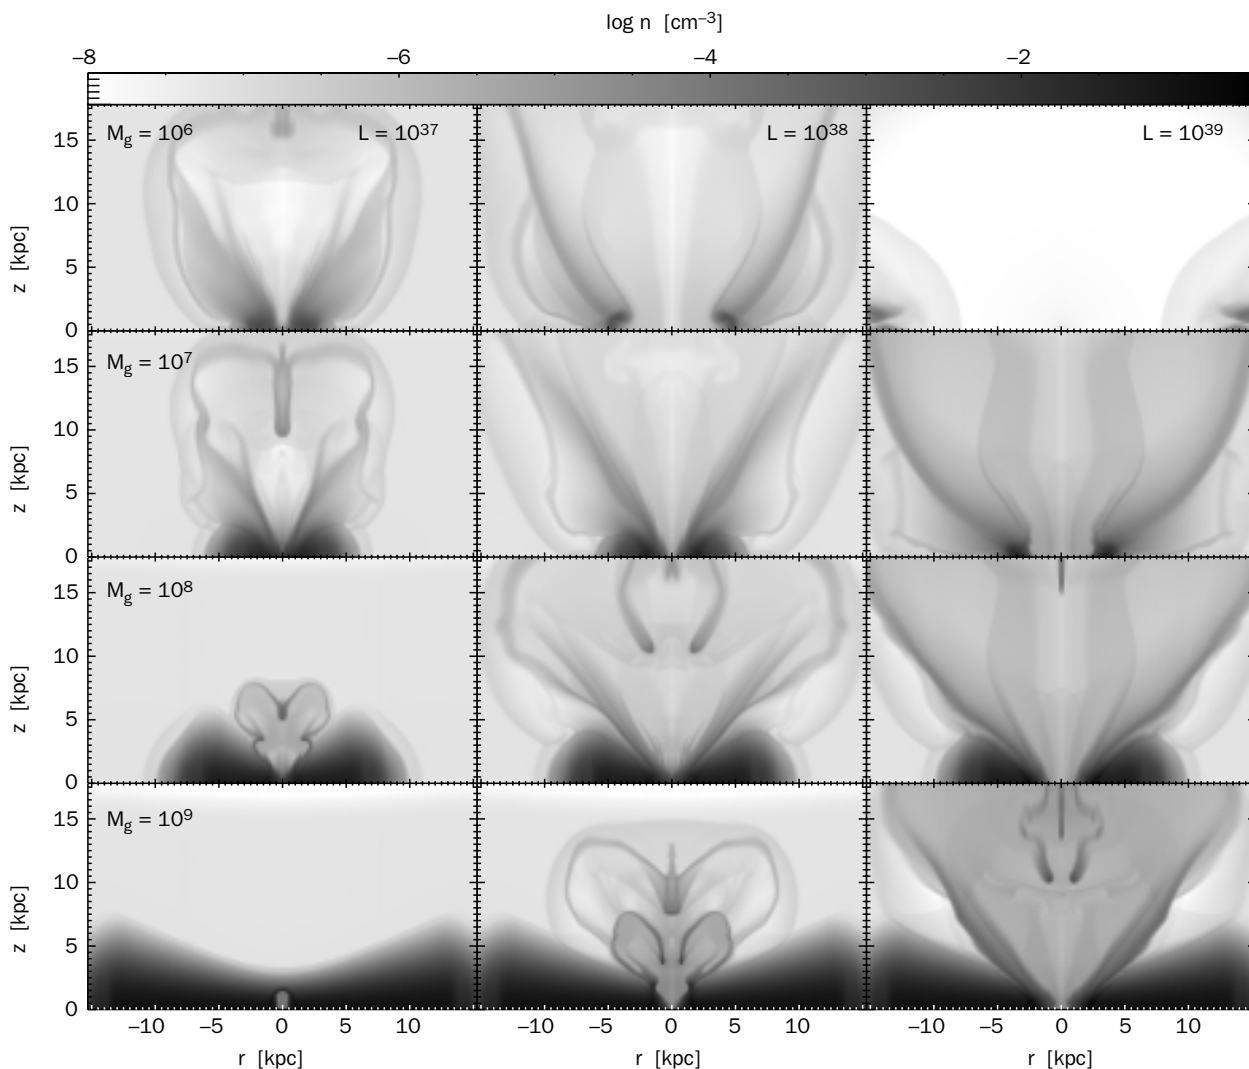 log n [cm⁻³]
−8 −6 −4 −2
M_g = 10⁶ L = 10³⁷ L = 10³⁸ L = 10³⁹
15
10
5
0
z [kpc]
M_g = 10⁷
15
10
5
0
z [kpc]
M_g = 10⁸
15
10
5
0
z [kpc]
M_g = 10⁹
15
10
5
0
z [kpc]
−10 −5 0 5 10 −10 −5 0 5 10 −10 −5 0 5 10
r [kpc] r [kpc] r [kpc]